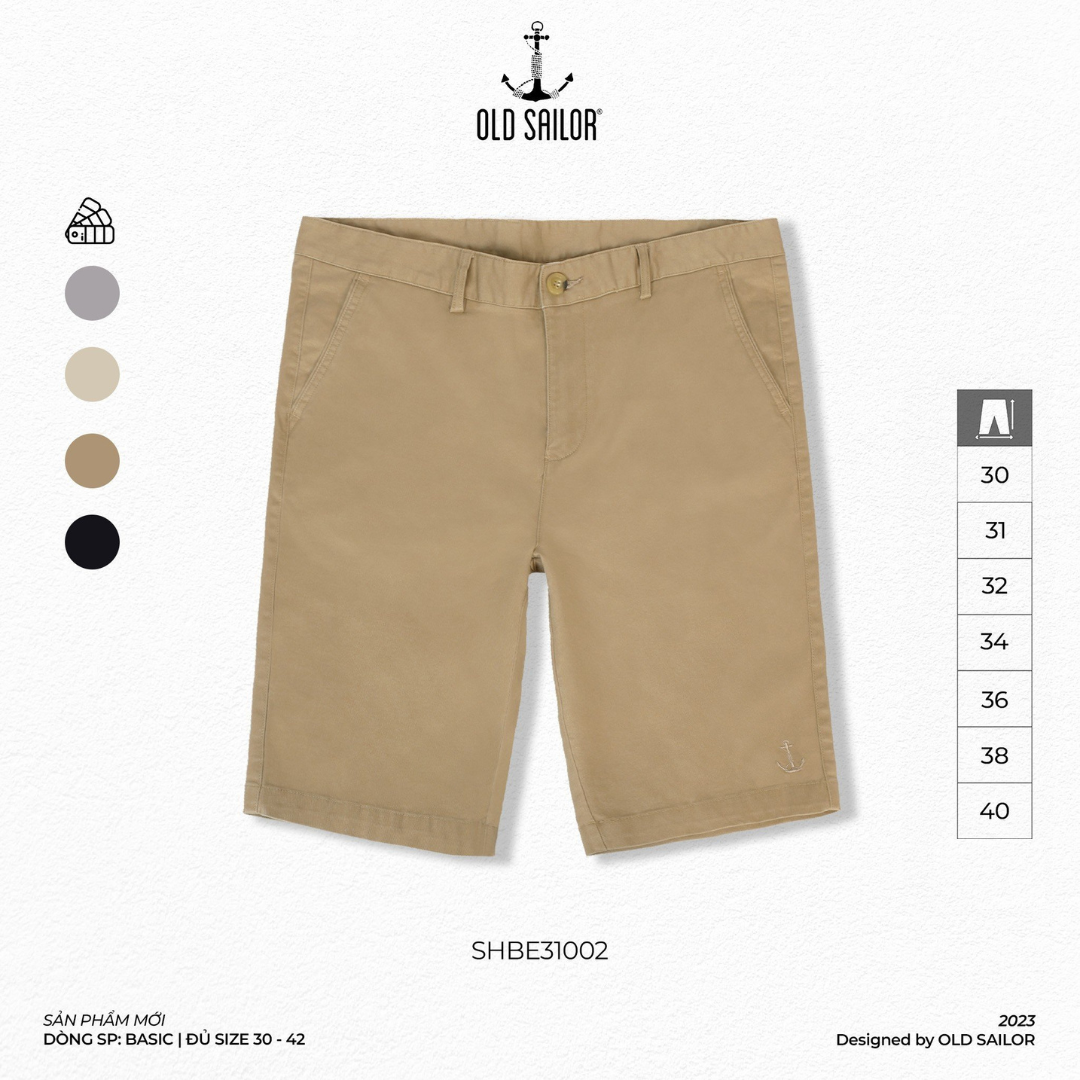 OLD SAILOR®
30
31
32
34
36
38
40
SHBE31002
SẢN PHẨM MỚI
DÒNG SP: BASIC | ĐỦ SIZE 30 - 42
2023
Designed by OLD SAILOR